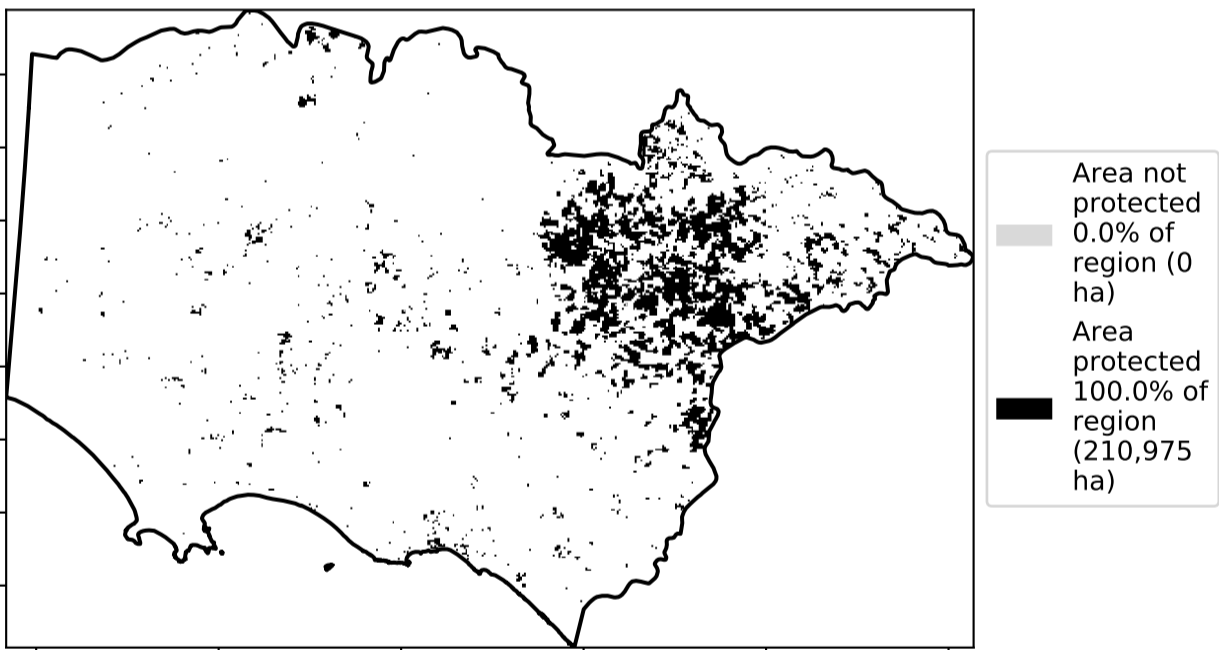 Area not
protected
0.0% of
region (0
ha)
Area
protected
100.0% of
region
(210,975
ha)